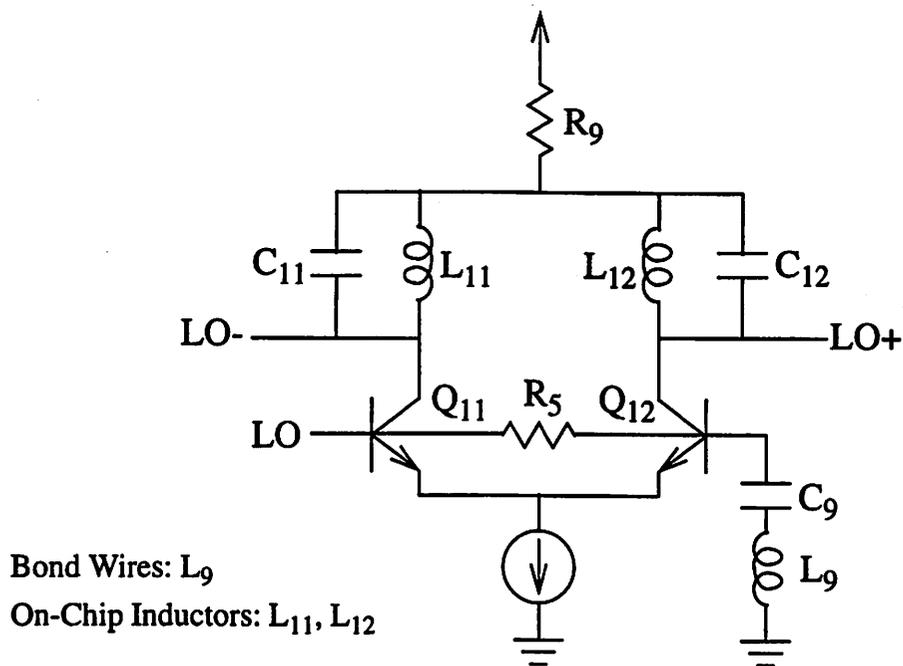 R9
C11
L11
L12
C12
LO-
LO+
Q11
R5
Q12
LO
C9
L9
Bond Wires: L9
On-Chip Inductors: L11, L12